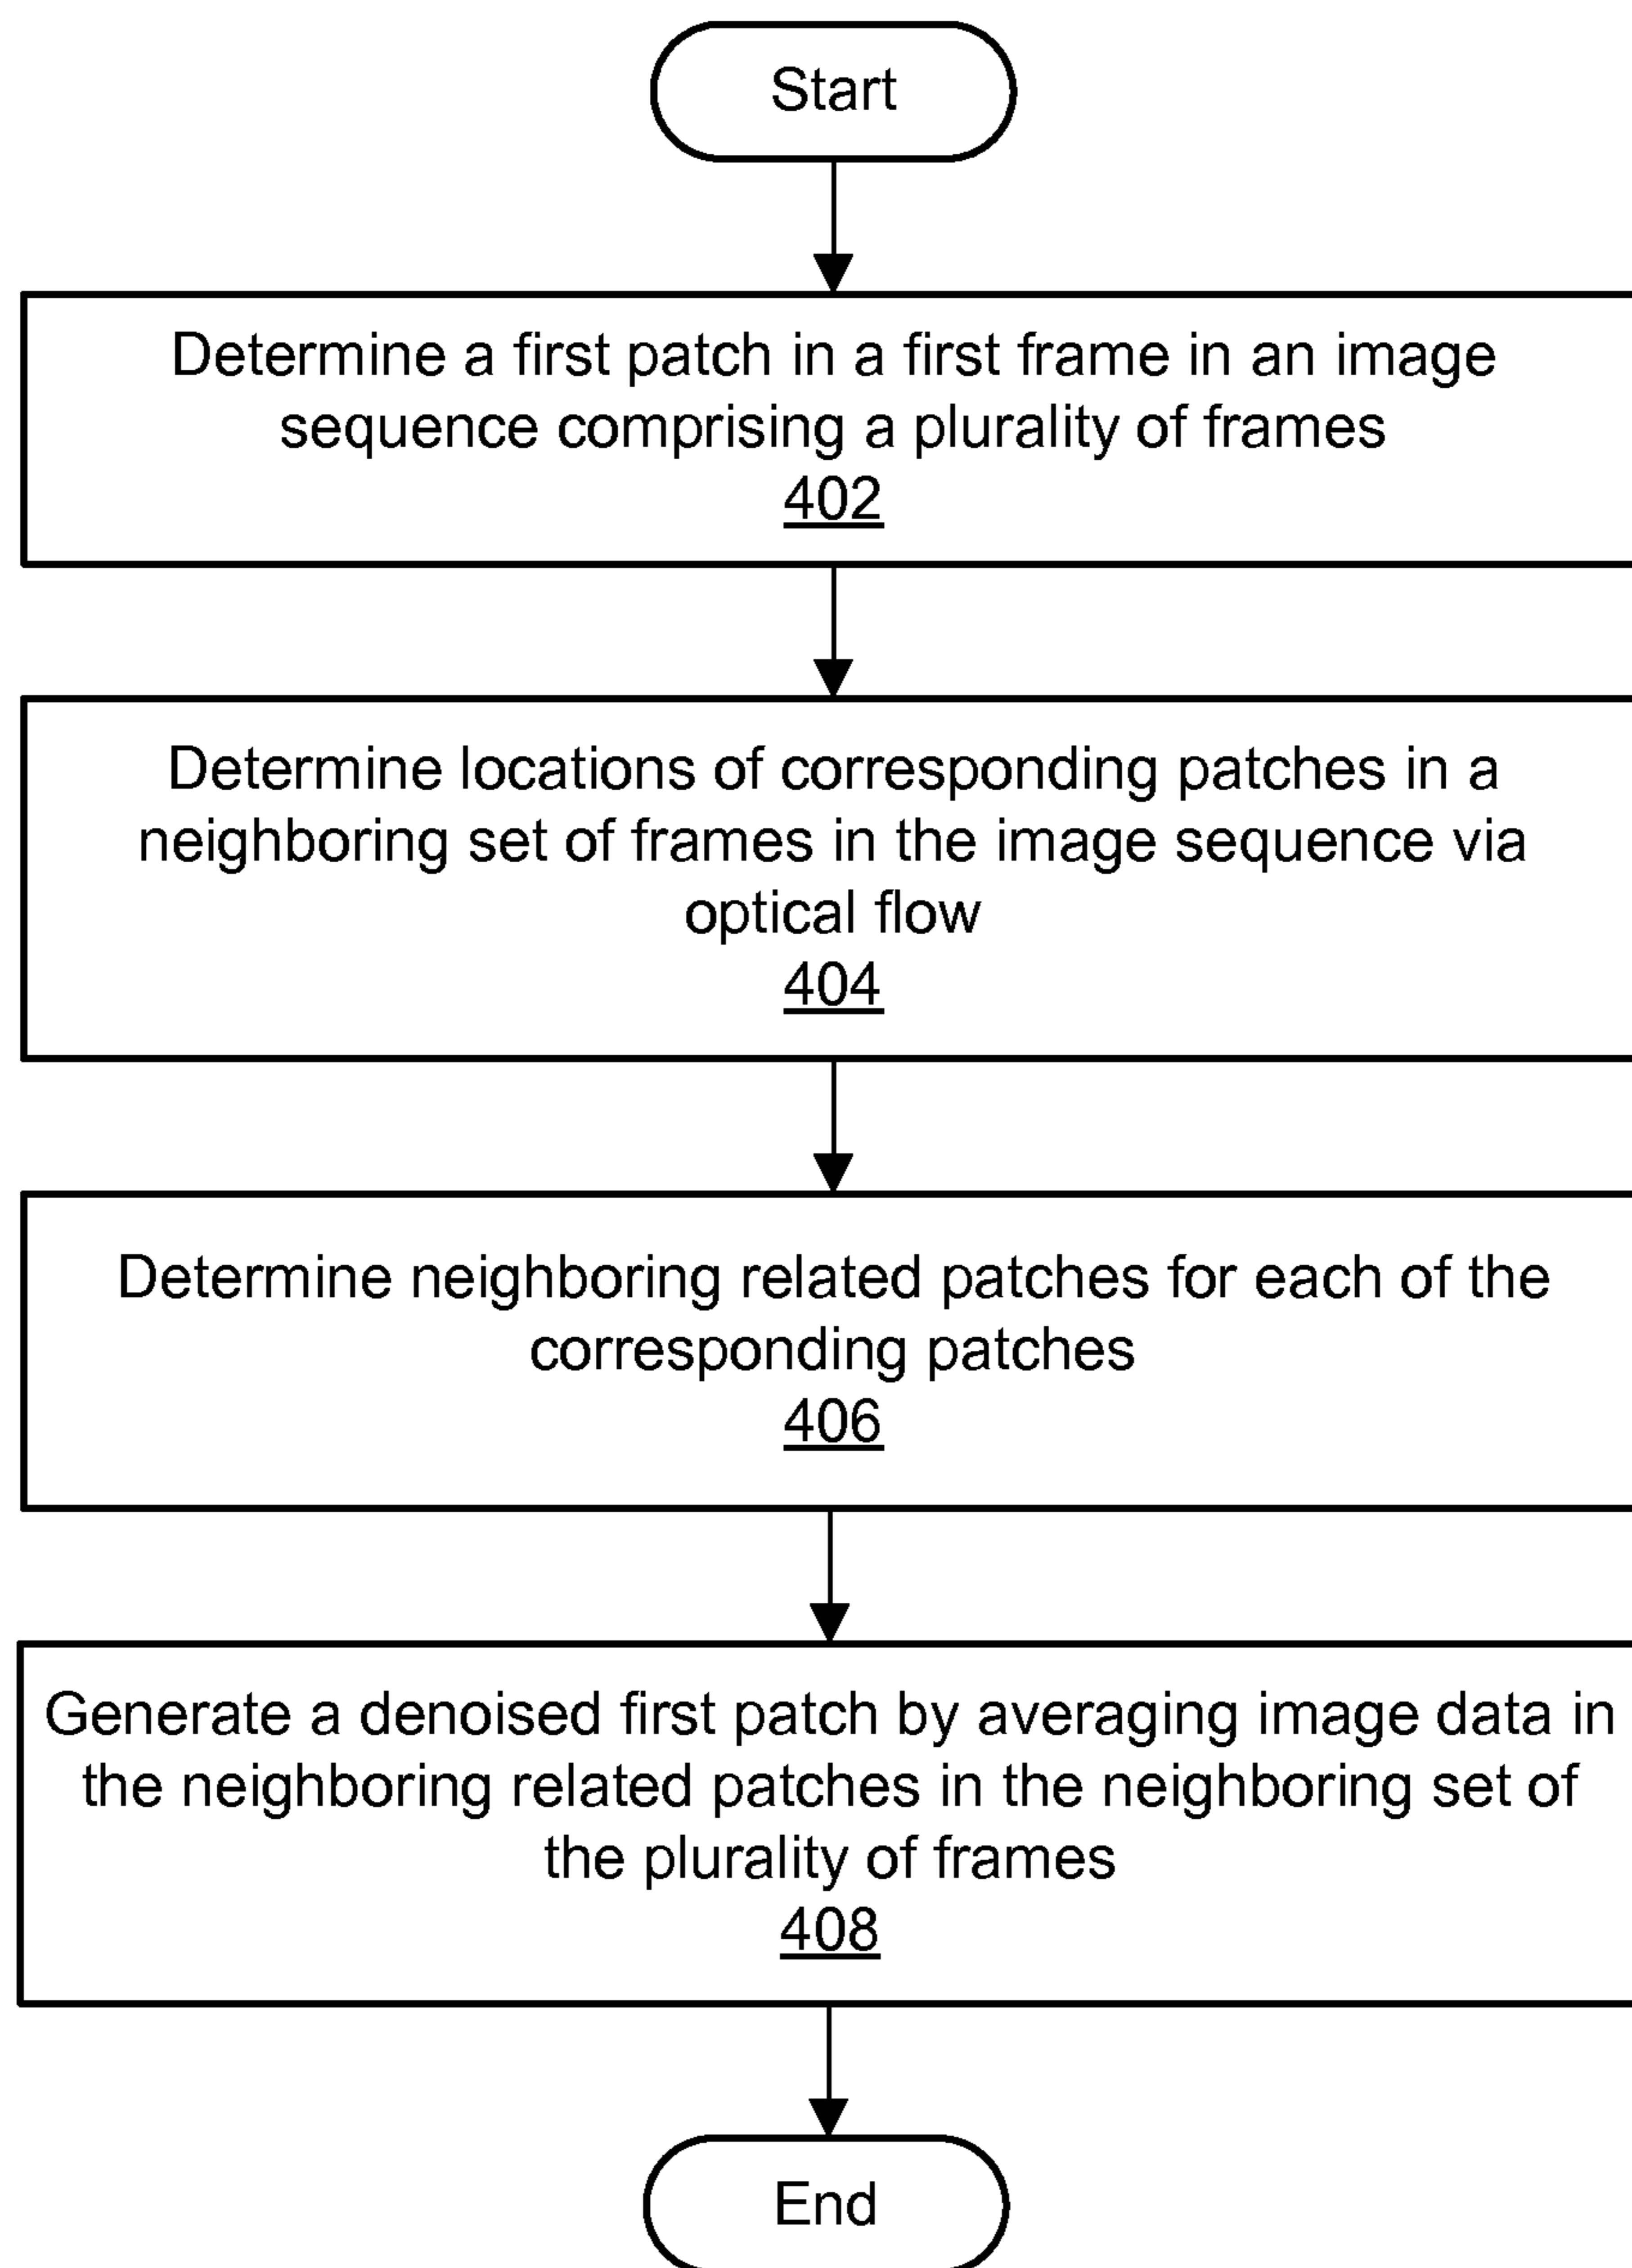 Start
Determine a first patch in a first frame in an image
sequence comprising a plurality of frames
402
Determine locations of corresponding patches in a
neighboring set of frames in the image sequence via
optical flow
404
Determine neighboring related patches for each of the
corresponding patches
406
Generate a denoised first patch by averaging image data in
the neighboring related patches in the neighboring set of
the plurality of frames
408
End